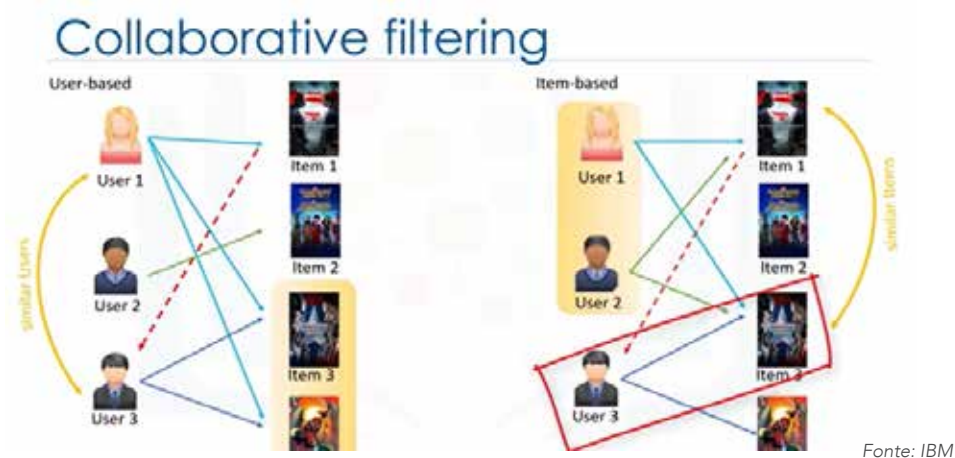 Collaborative filtering
User-based
User 1
Item 1
Item 2
User 2
Item 3
User 3
similar Users
Item-based
User 1
Item 1
Item 2
User 2
Item 3
User 3
similar Items
Fonte: IBM